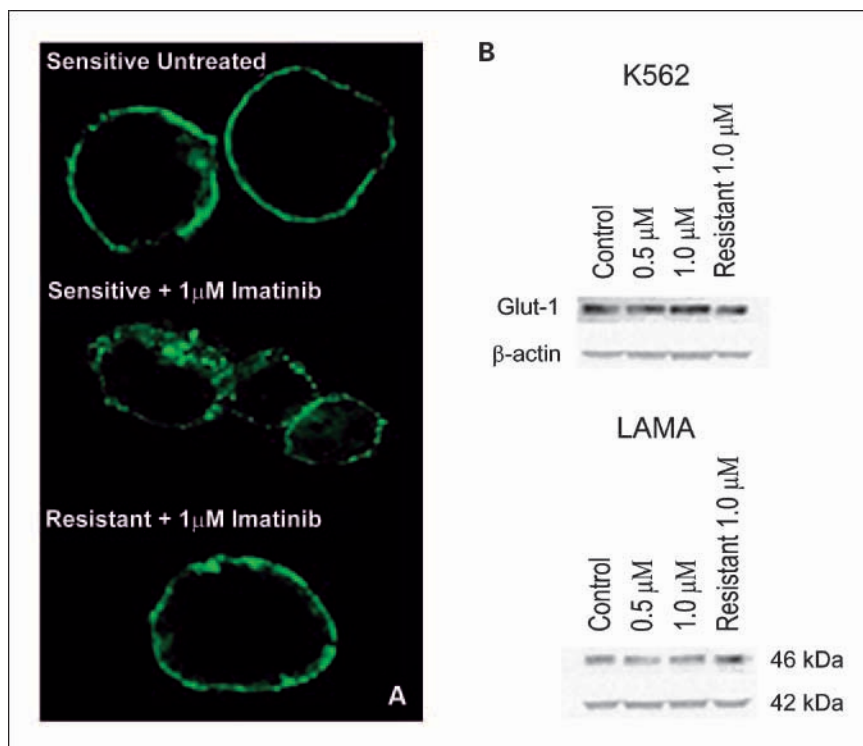 Sensitive Untreated
Sensitive + 1μM Imatinib
Resistant + 1μM Imatinib
A
B
K562
Control
0.5 μM
1.0 μM
Resistant 1.0 μM
Glut-1
β-actin
LAMA
Control
0.5 μM
1.0 μM
Resistant 1.0 μM
46 kDa
42 kDa